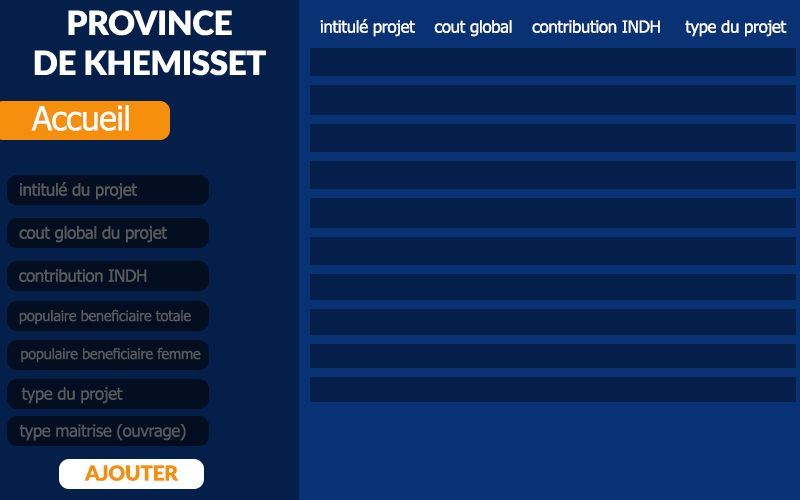 PROVINCE
DE KHEMISSET
Accueil
intitulé du projet
cout global du projet
contribution INDH
populaire beneficiaire totale
populaire beneficiaire femme
type du projet
type maitrise (ouvrage)
AJOUTER
intitulé projet cout global contribution INDH type du projet